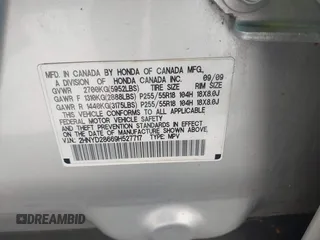 MFD. IN CANADA BY HONDA OF CANADA MFG.,
A DIVISION OF HONDA CANADA INC. 09/09
GVWR 2700KG(5952LBS) TIRE SIZE RIM SIZE
GAWR F 1310KG(2888LBS) P255/55R18 104H 18X8.0J
GAWR R 1440KG(3175LBS) P255/55R18 104H 18X8.0J
THIS VEHICLE CONFORMS TO ALL APPLICABLE
FEDERAL MOTOR VEHICLE SAFETY STANDARDS IN EFFECT ON
THE DATE OF MANUFACTURE SHOWN ABOVE.
V.I.N: 2HNYD28669H527717 TYPE: MPV
DREAMBID